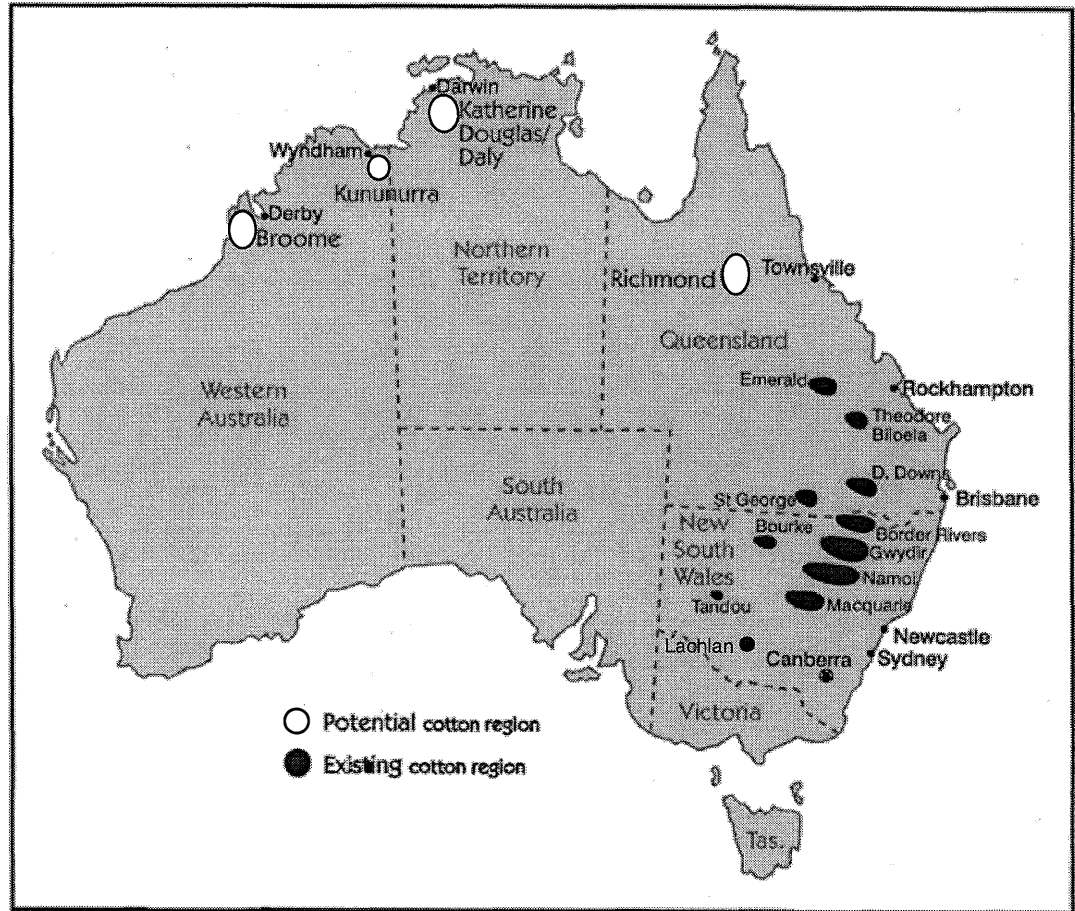 Darwin
Katherine
Douglas/
Daly
Wyndham
Kununurra
Derby
Broome
Northern
Territory
Richmond
Townsville
Queensland
Emerald
Rockhampton
Theodore
Biloela
Western
Australia
D. Downs
St George
Brisbane
South
Australia
New
South
Wales
Bourke
Border Rivers
Gwydir
Namoi
Tandou
Macquarie
Lachlan
Newcastle
Canberra
Sydney
Victoria
Potential cotton region
Existing cotton region
Tas.